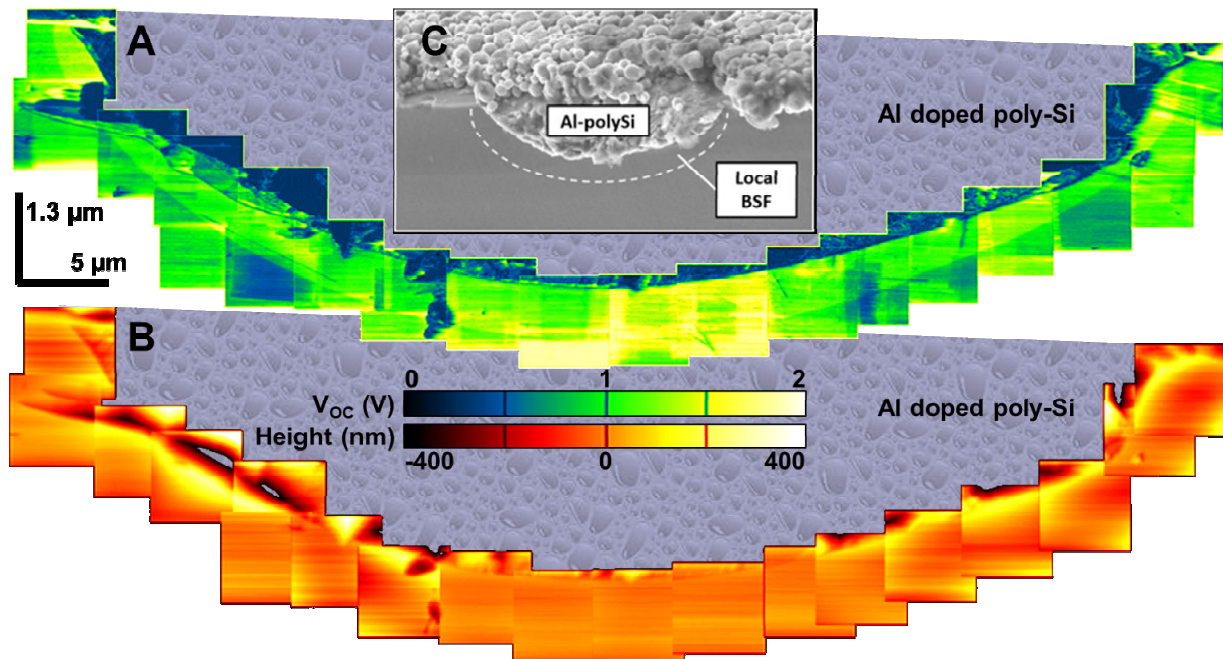 A
C
Al-polySi
Local
BSF
Al doped poly-Si
1.3 µm
5 µm
B
0 1 2
V_OC (V)
Height (nm)
-400 0 400
Al doped poly-Si